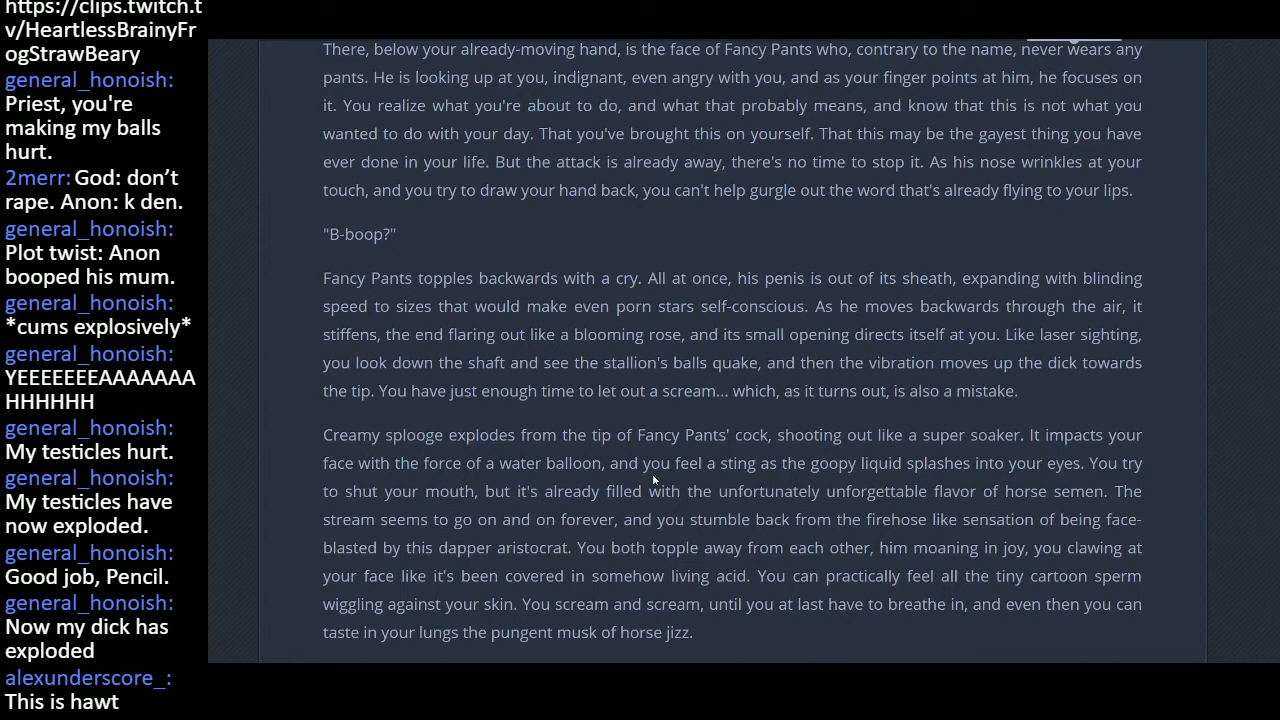 https://clips.twitch.t
v/HeartlessBrainyFr
ogStrawBeary
general_honoish:
Priest, you're
making my balls
hurt.
2merr: God: don’t
rape. Anon: k den.
general_honoish:
Plot twist: Anon
booped his mum.
general_honoish:
*cums explosively*
general_honoish:
YEEEEEEEAAAAAAA
HHHHHH
general_honoish:
My testicles hurt.
general_honoish:
My testicles have
now exploded.
general_honoish:
Good job, Pencil.
general_honoish:
Now my dick has
exploded
alexunderscore_:
This is hawt
There, below your already-moving hand, is the face of Fancy Pants who, contrary to the name, never wears any
pants. He is looking up at you, indignant, even angry with you, and as your finger points at him, he focuses on
it. You realize what you're about to do, and what that probably means, and know that this is not what you
wanted to do with your day. That you've brought this on yourself. That this may be the gayest thing you have
ever done in your life. But the attack is already away, there's no time to stop it. As his nose wrinkles at your
touch, and you try to draw your hand back, you can't help gurgle out the word that's already flying to your lips.
"B-boop?"
Fancy Pants topples backwards with a cry. All at once, his penis is out of its sheath, expanding with blinding
speed to sizes that would make even porn stars self-conscious. As he moves backwards through the air, it
stiffens, the end flaring out like a blooming rose, and its small opening directs itself at you. Like laser sighting,
you look down the shaft and see the stallion's balls quake, and then the vibration moves up the dick towards
the tip. You have just enough time to let out a scream... which, as it turns out, is also a mistake.
Creamy splooge explodes from the tip of Fancy Pants' cock, shooting out like a super soaker. It impacts your
face with the force of a water balloon, and you feel a sting as the goopy liquid splashes into your eyes. You try
to shut your mouth, but it's already filled with the unfortunately unforgettable flavor of horse semen. The
stream seems to go on and on forever, and you stumble back from the firehose like sensation of being face-
blasted by this dapper aristocrat. You both topple away from each other, him moaning in joy, you clawing at
your face like it's been covered in somehow living acid. You can practically feel all the tiny cartoon sperm
wiggling against your skin. You scream and scream, until you at last have to breathe in, and even then you can
taste in your lungs the pungent musk of horse jizz.